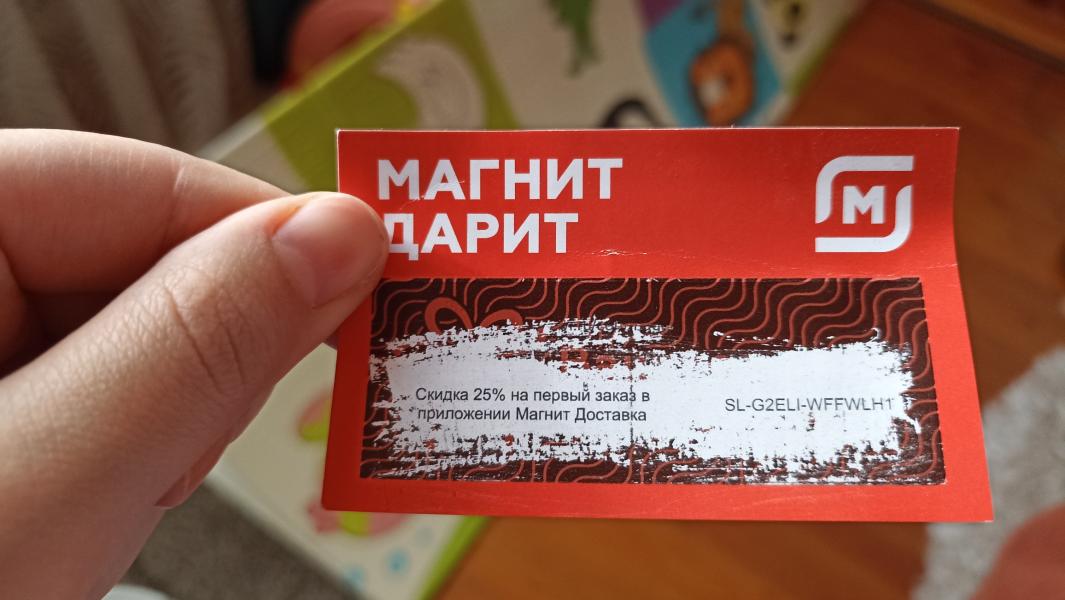 МАГНИТ
ДАРИТ
М
Скидка 25% на первый заказ в
приложении Магнит Доставка
SL-G2ELI-WFFWLH1